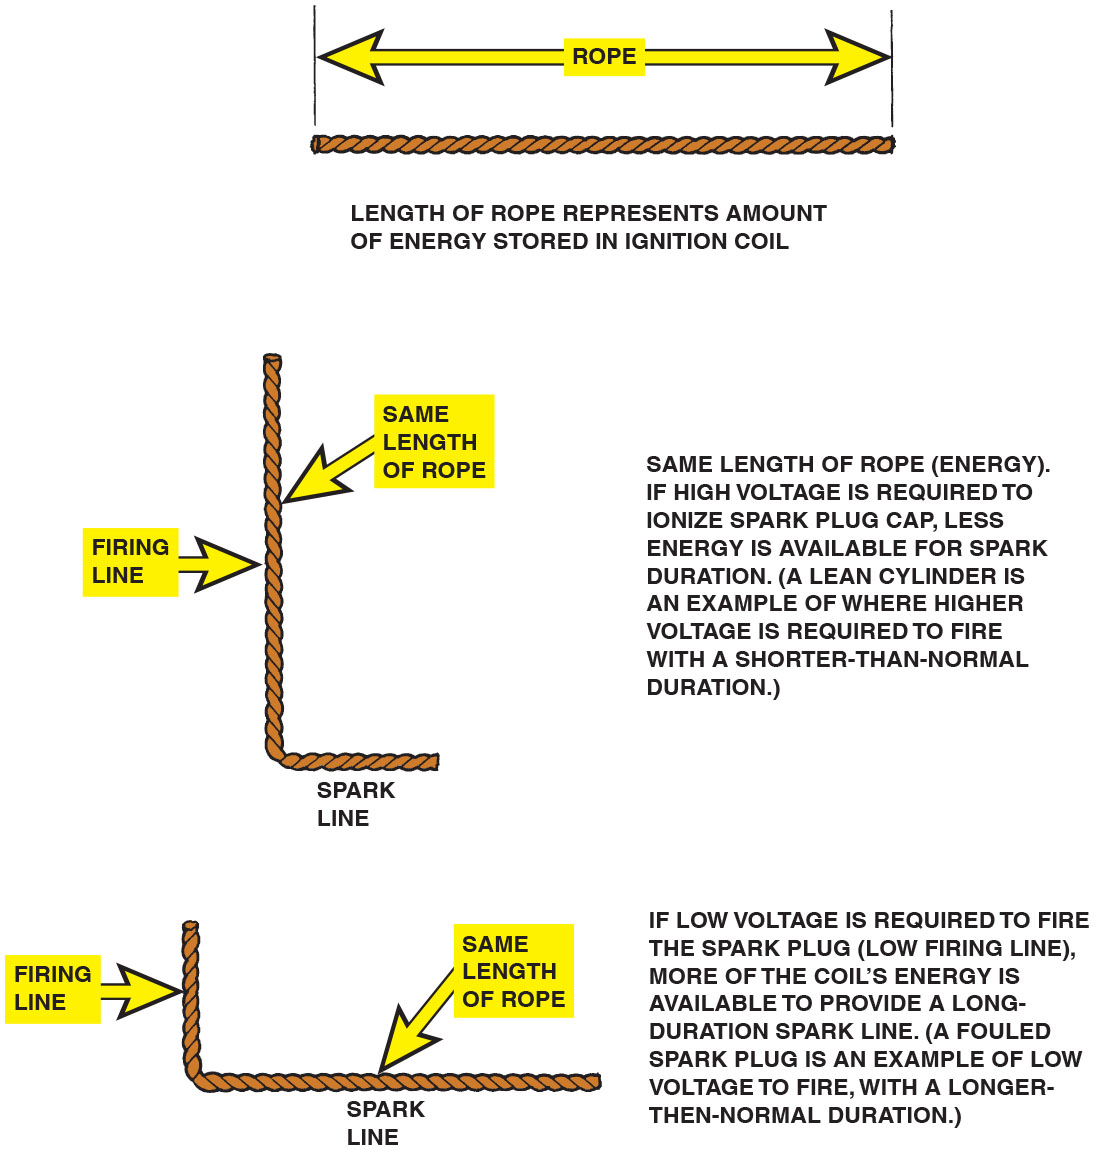 ROPE
LENGTH OF ROPE REPRESENTS AMOUNT
OF ENERGY STORED IN IGNITION COIL
SAME
LENGTH
OF ROPE
FIRING
LINE
SPARK
LINE
SAME LENGTH OF ROPE (ENERGY).
IF HIGH VOLTAGE IS REQUIRED TO
IONIZE SPARK PLUG CAP, LESS
ENERGY IS AVAILABLE FOR SPARK
DURATION. (A LEAN CYLINDER IS
AN EXAMPLE OF WHERE HIGHER
VOLTAGE IS REQUIRED TO FIRE
WITH A SHORTER-THAN-NORMAL
DURATION.)
FIRING
LINE
SAME
LENGTH
OF ROPE
SPARK
LINE
IF LOW VOLTAGE IS REQUIRED TO FIRE
THE SPARK PLUG (LOW FIRING LINE),
MORE OF THE COIL’S ENERGY IS
AVAILABLE TO PROVIDE A LONG-
DURATION SPARK LINE. (A FOULED
SPARK PLUG IS AN EXAMPLE OF LOW
VOLTAGE TO FIRE, WITH A LONGER-
THEN-NORMAL DURATION.)